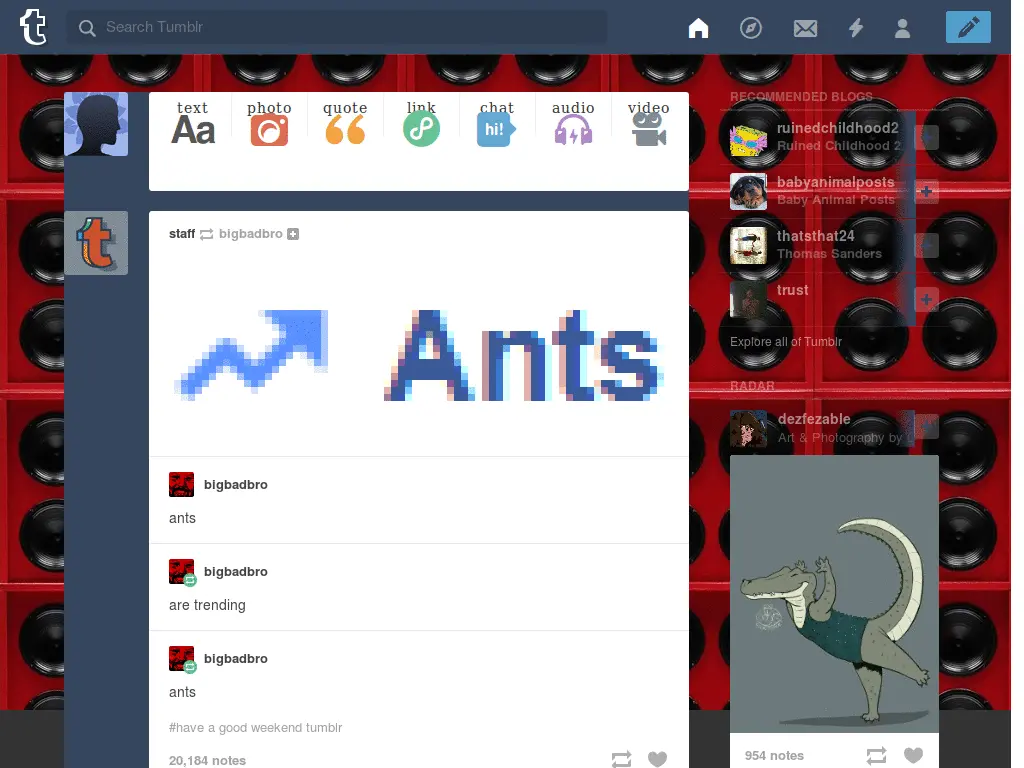 Search Tumblr
text photo quote link chat audio video
Aa hi!
staff bigbadbro
Ants
bigbadbro
ants
bigbadbro
are trending
bigbadbro
ants
#have a good weekend tumblr
20,184 notes
RECOMMENDED BLOGS
ruinedchildhood2
Ruined Childhood 2
babyanimalposts
Baby Animal Posts
thatsthat24
Thomas Sanders
trust
Explore all of Tumblr
RADAR
dezfezable
Art & Photography by
954 notes